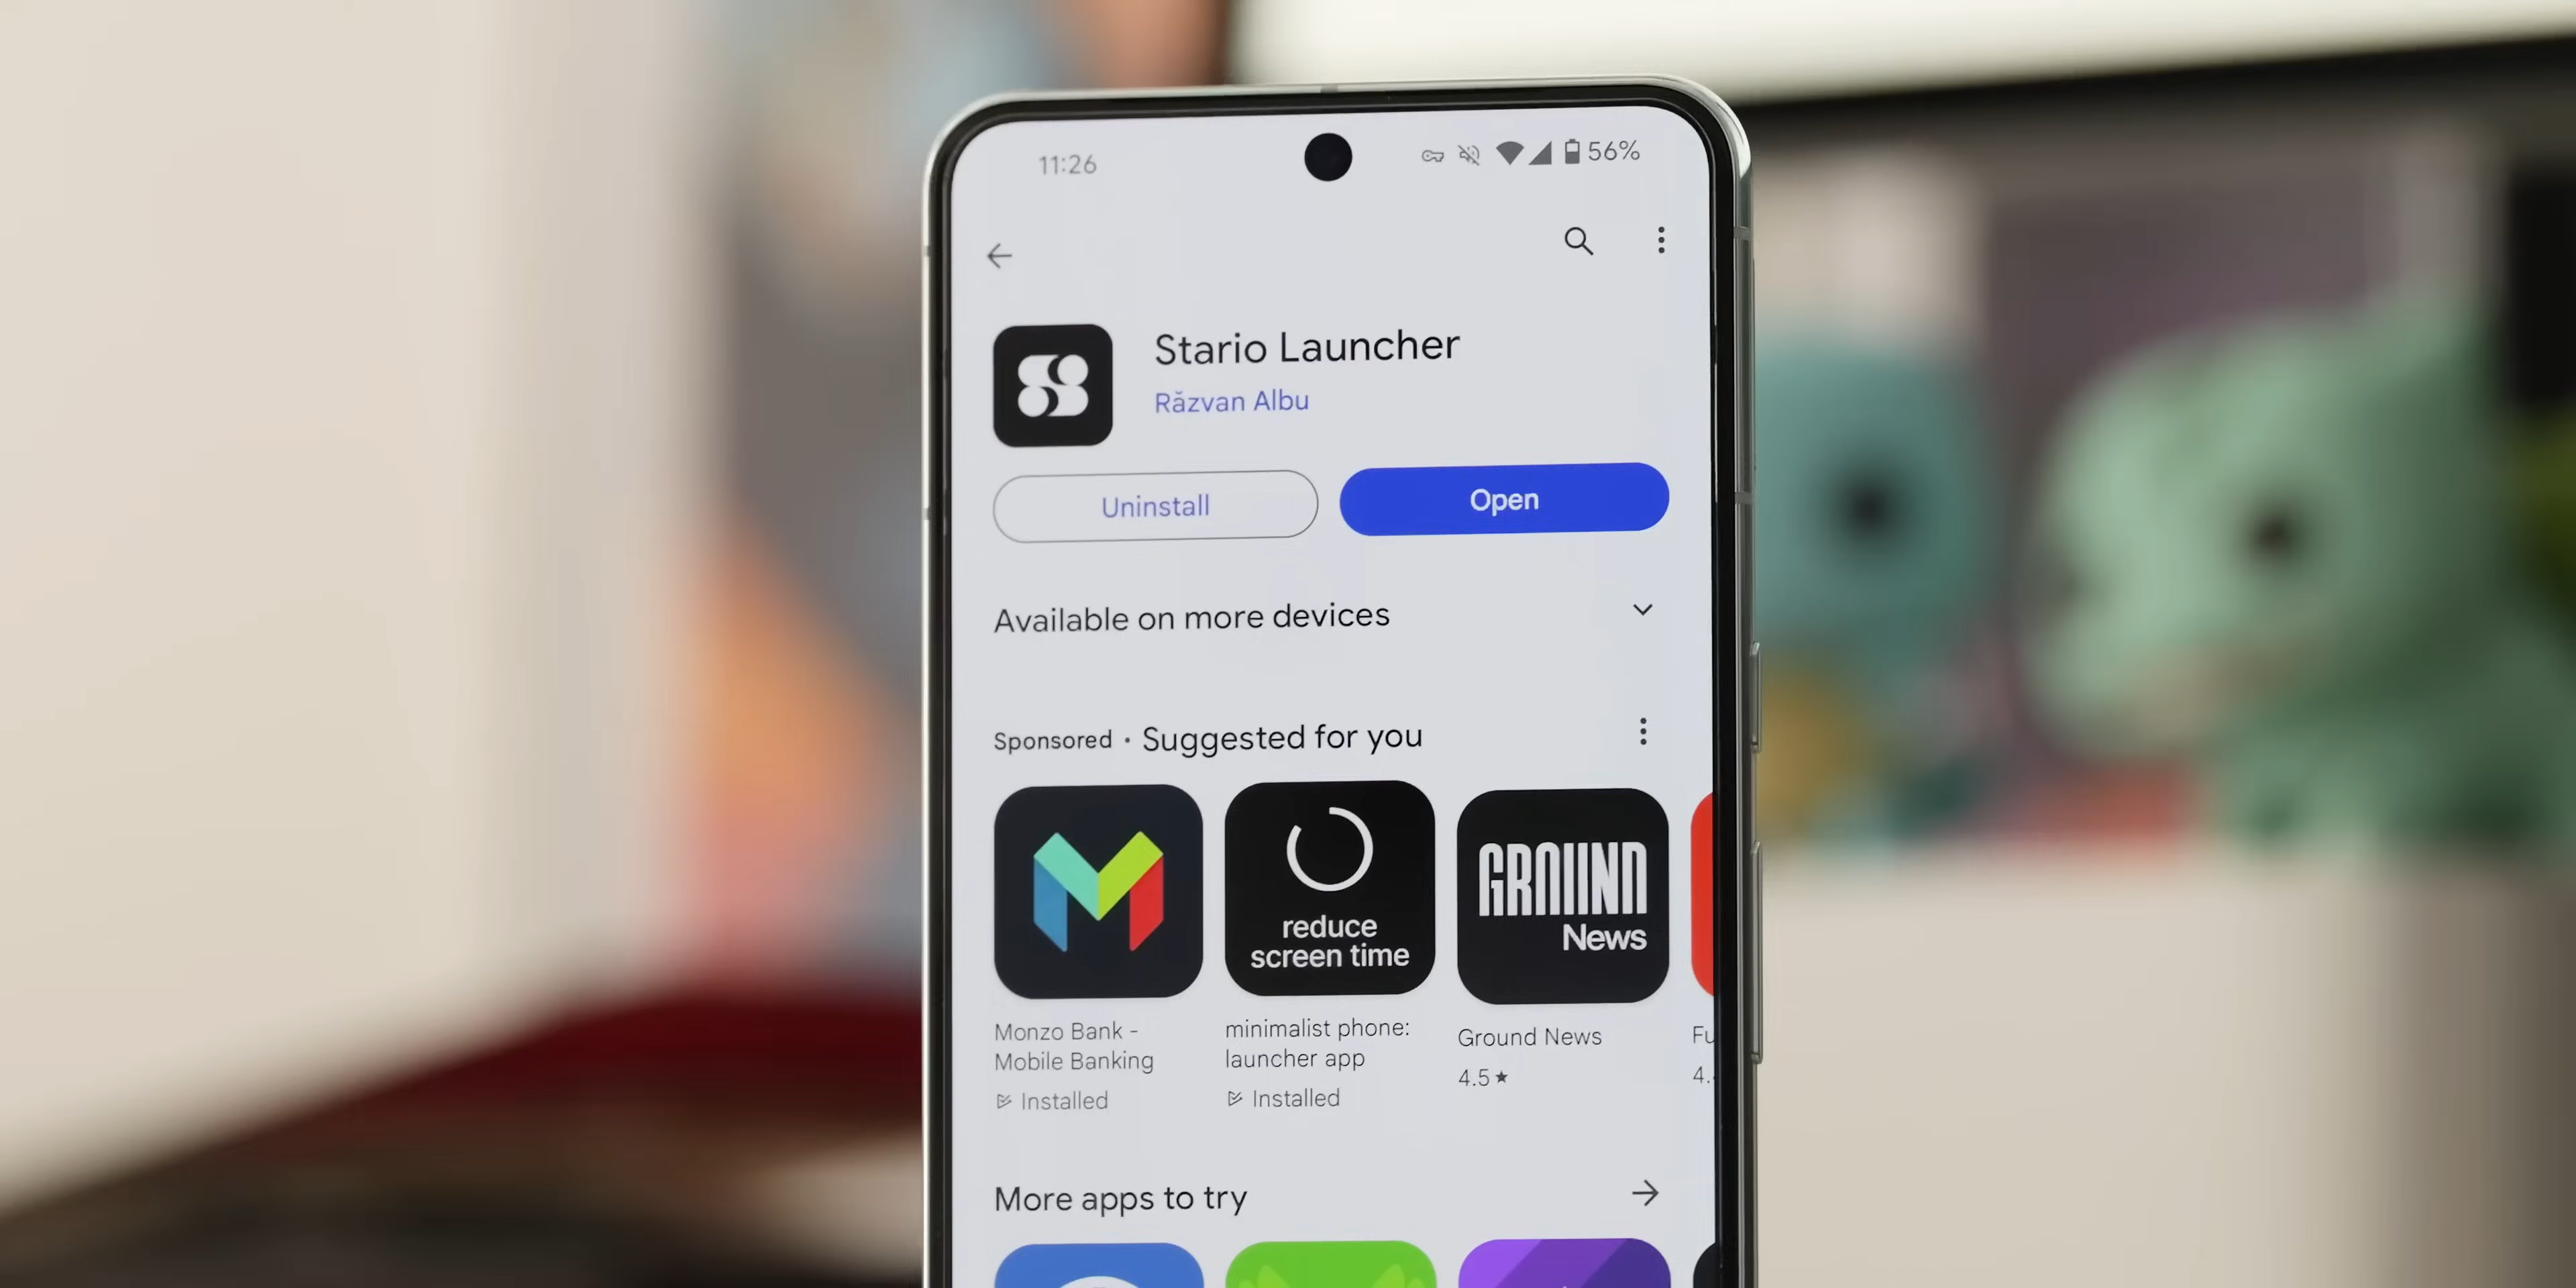 11:26
56%
Stario Launcher
Răzvan Albu
Uninstall
Open
Available on more devices
Sponsored • Suggested for you
reduce
screen time
GROUND
News
Monzo Bank -
Mobile Banking
Installed
minimalist phone:
launcher app
Installed
Ground News
4.5★
Fu
4.
More apps to try